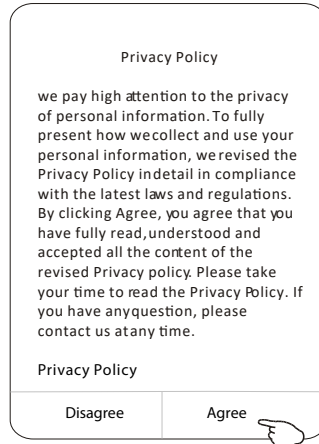 Privacy Policy
we pay high attention to the privacy
of personal information. To fully
present how wecollect and use your
personal information, werevised the
Privacy Policy indetail in compliance
with the latest laws and regulations.
By clicking Agree, you agree that you
have fully read,understood and
accepted all the content of the
revised Privacy policy. Please take
your time to read the Privacy Policy. If
you have anyquestion, please
contact us atany time.
Privacy Policy
Disagree Agree